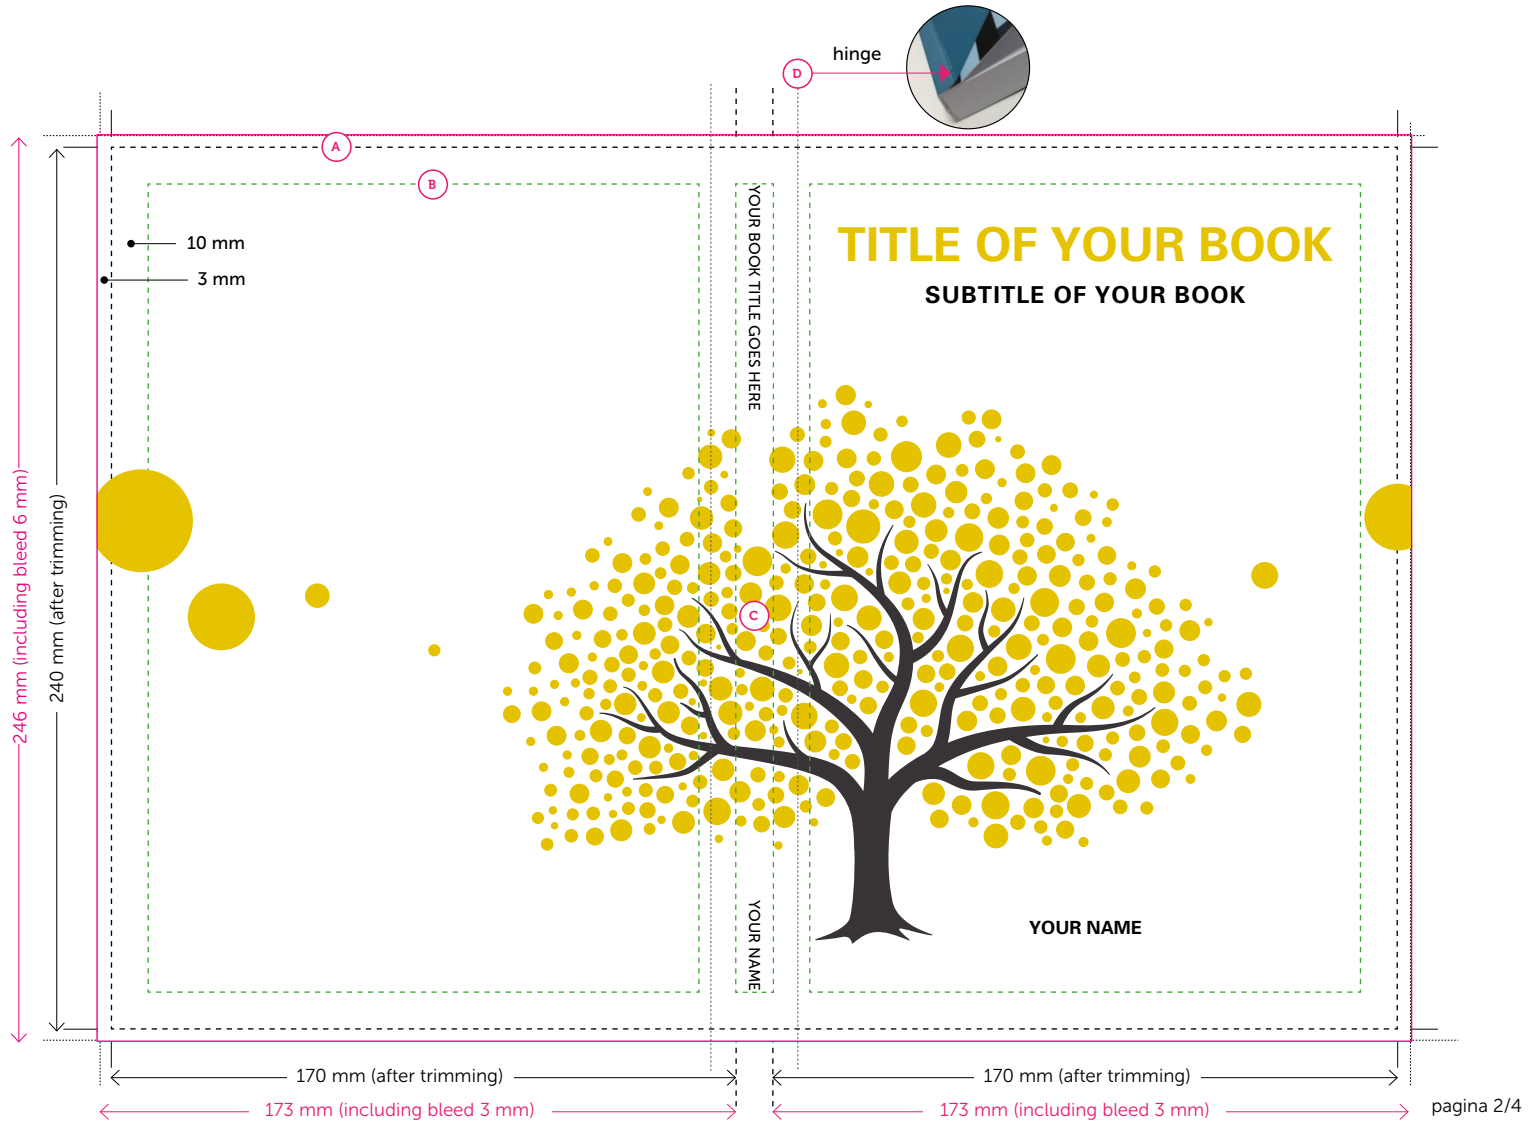 D
hinge
A
B
10 mm
3 mm
TITLE OF YOUR BOOK
SUBTITLE OF YOUR BOOK
YOUR BOOK TITLE GOES HERE
246 mm (including bleed 6 mm)
240 mm (after trimming)
C
YOUR NAME
YOUR NAME
170 mm (after trimming)
170 mm (after trimming)
173 mm (including bleed 3 mm)
173 mm (including bleed 3 mm)
pagina 2/4